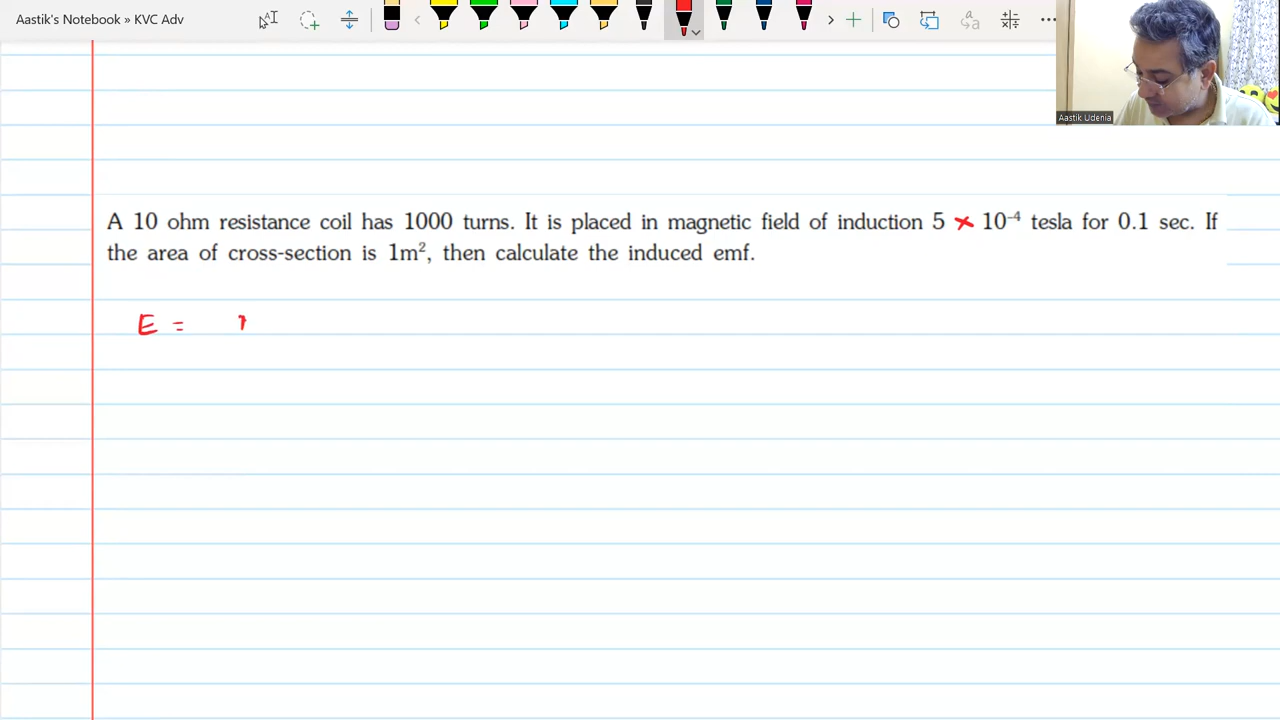 Aastik's Notebook » KVC Adv
Aastik Udenia
A 10 ohm resistance coil has 1000 turns. It is placed in magnetic field of induction 5 × 10⁻⁴ tesla for 0.1 sec. If
the area of cross-section is 1m², then calculate the induced emf.
E =